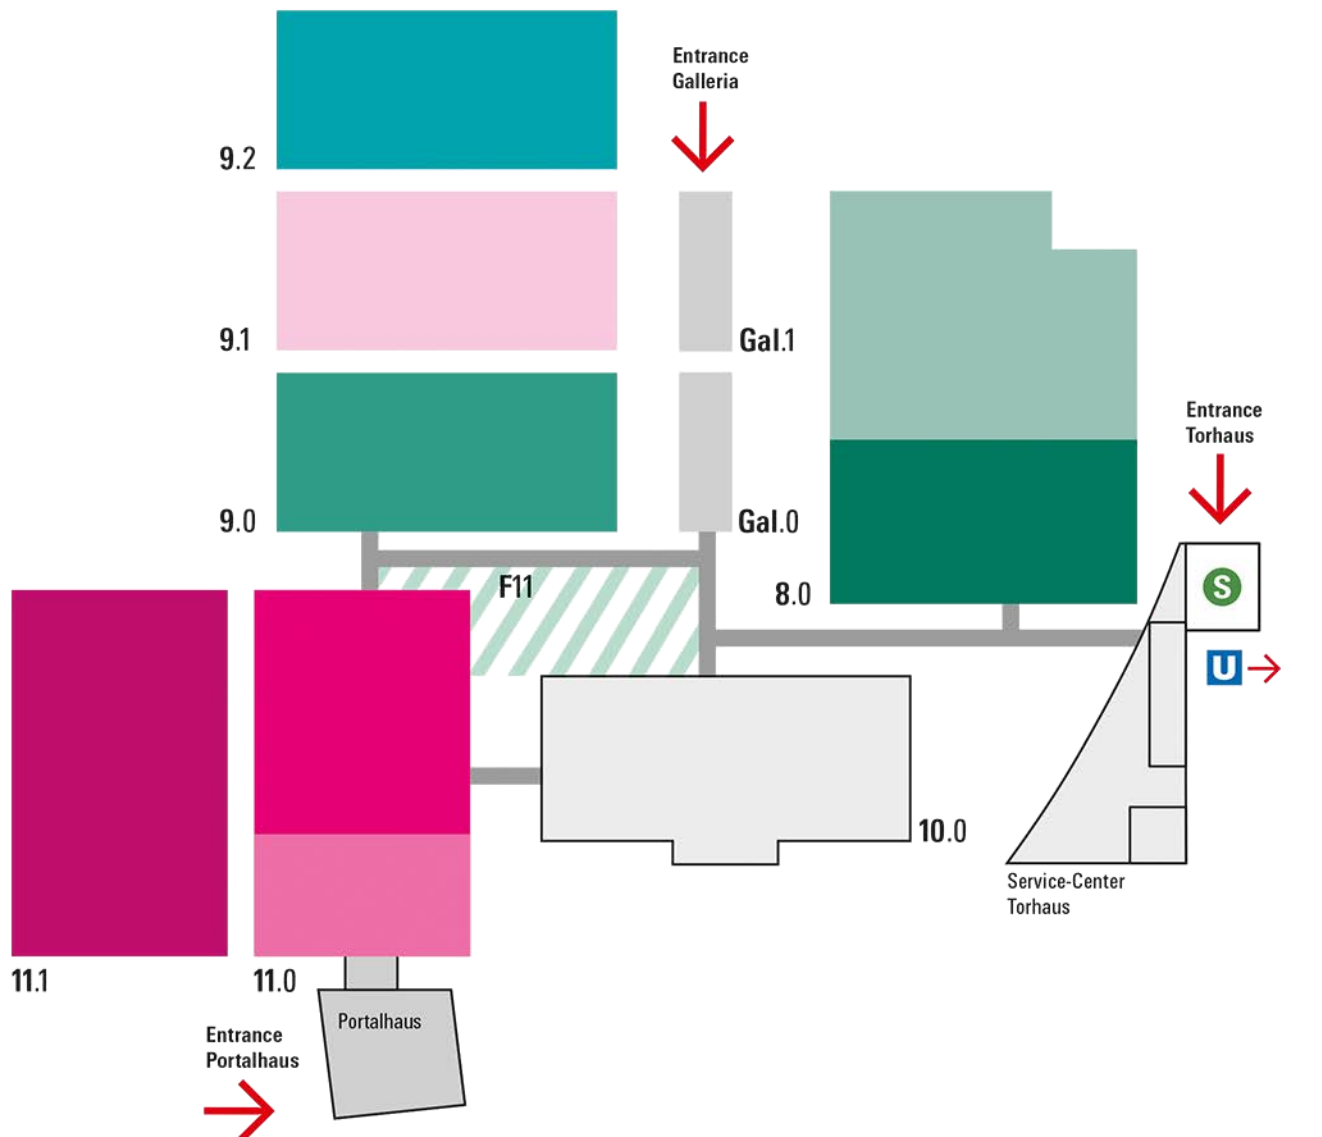 Entrance
Galleria
9.2
9.1
Gal.1
Entrance
Torhaus
9.0
Gal.0
F11
8.0
S
U
10.0
Service-Center
Torhaus
11.1
11.0
Portalhaus
Entrance
Portalhaus